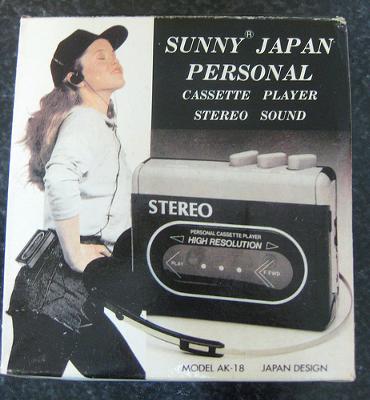 SUNNY® JAPAN
PERSONAL
CASSETTE PLAYER
STEREO SOUND
STEREO
PERSONAL CASSETTE PLAYER
HIGH RESOLUTION
PLAY
F.FWD
MODEL AK-18 JAPAN DESIGN